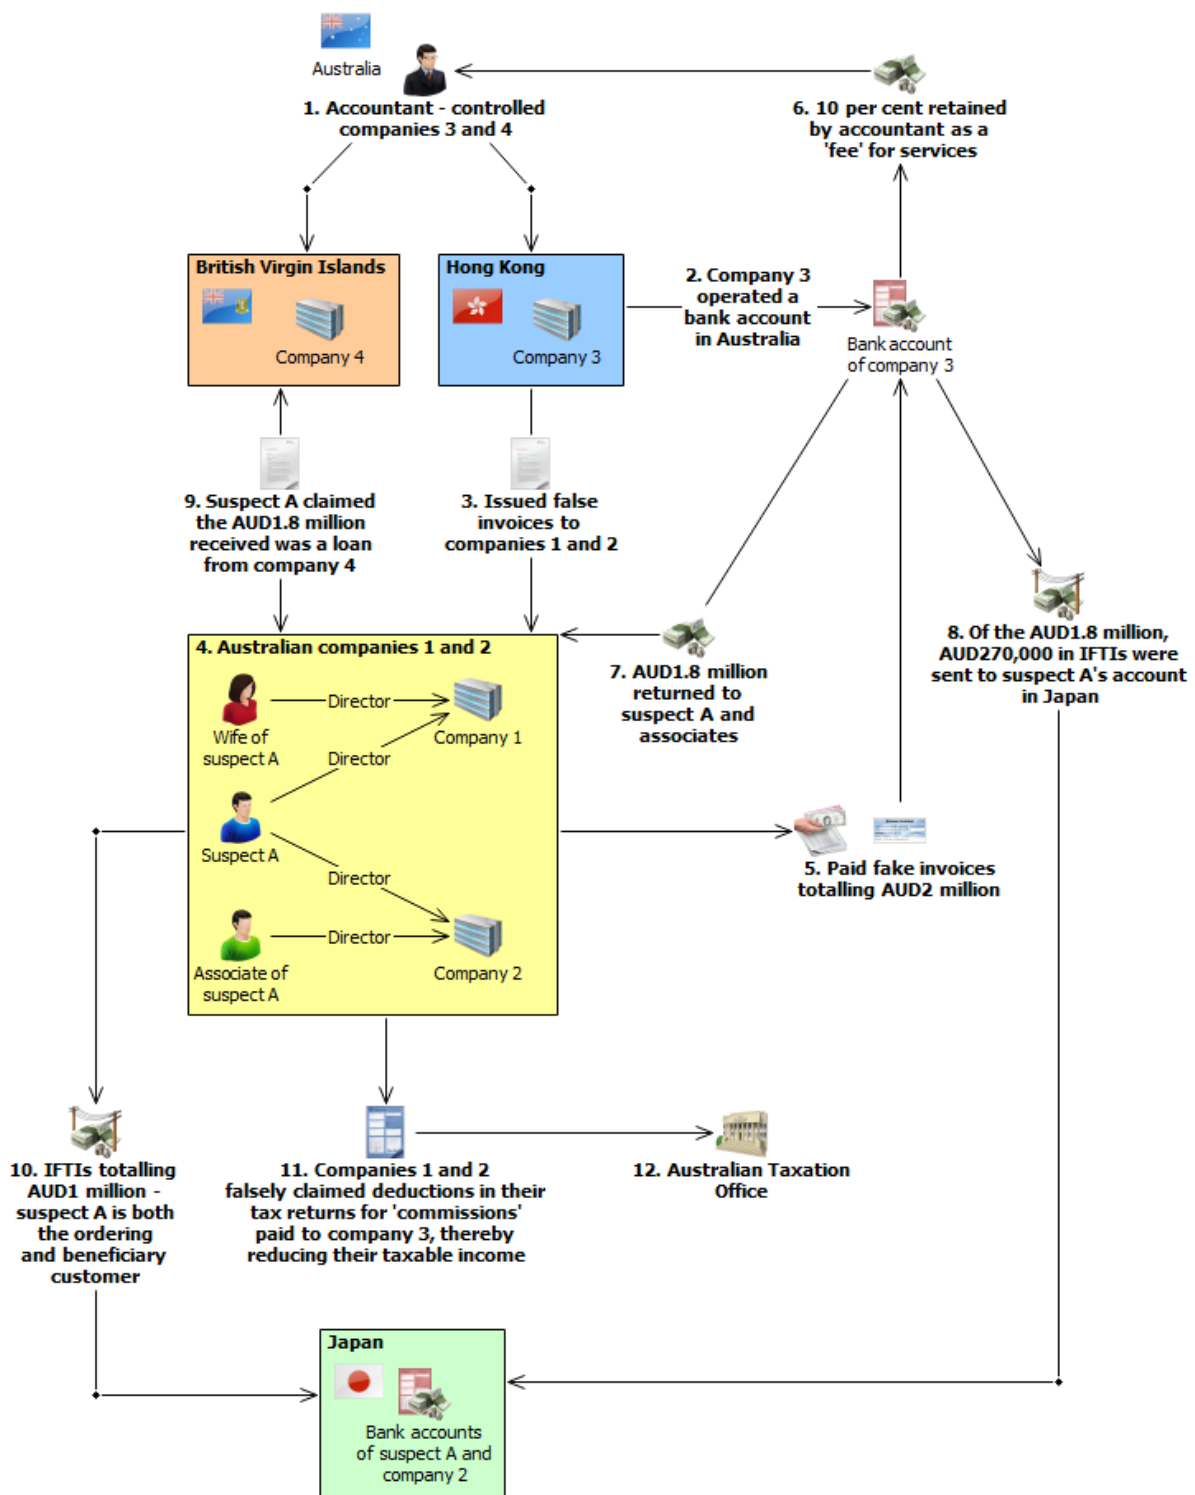 Australia
1. Accountant - controlled
companies 3 and 4
6. 10 per cent retained
by accountant as a
'fee' for services
British Virgin Islands
Company 4
Hong Kong
Company 3
2. Company 3
operated a
bank account
in Australia
Bank account
of company 3
9. Suspect A claimed
the AUD1.8 million
received was a loan
from company 4
3. Issued false
invoices to
companies 1 and 2
8. Of the AUD1.8 million,
AUD270,000 in IFTIs were
sent to suspect A's account
in Japan
7. AUD1.8 million
returned to
suspect A and
associates
4. Australian companies 1 and 2
Wife of
suspect A
Director
Company 1
Director
Suspect A
Director
Associate of
suspect A
Director
Company 2
5. Paid fake invoices
totalling AUD2 million
10. IFTIs totalling
AUD1 million -
suspect A is both
the ordering
and beneficiary
customer
11. Companies 1 and 2
falsely claimed deductions in their
tax returns for 'commissions'
paid to company 3, thereby
reducing their taxable income
12. Australian Taxation
Office
Japan
Bank accounts
of suspect A and
company 2